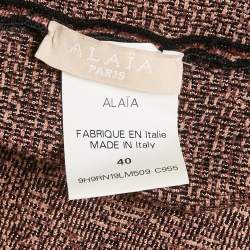 ALAÏA
PARIS
ALAÏA
FABRIQUE EN Italie
MADE IN Italy
40
9H9RN19LM509 C955